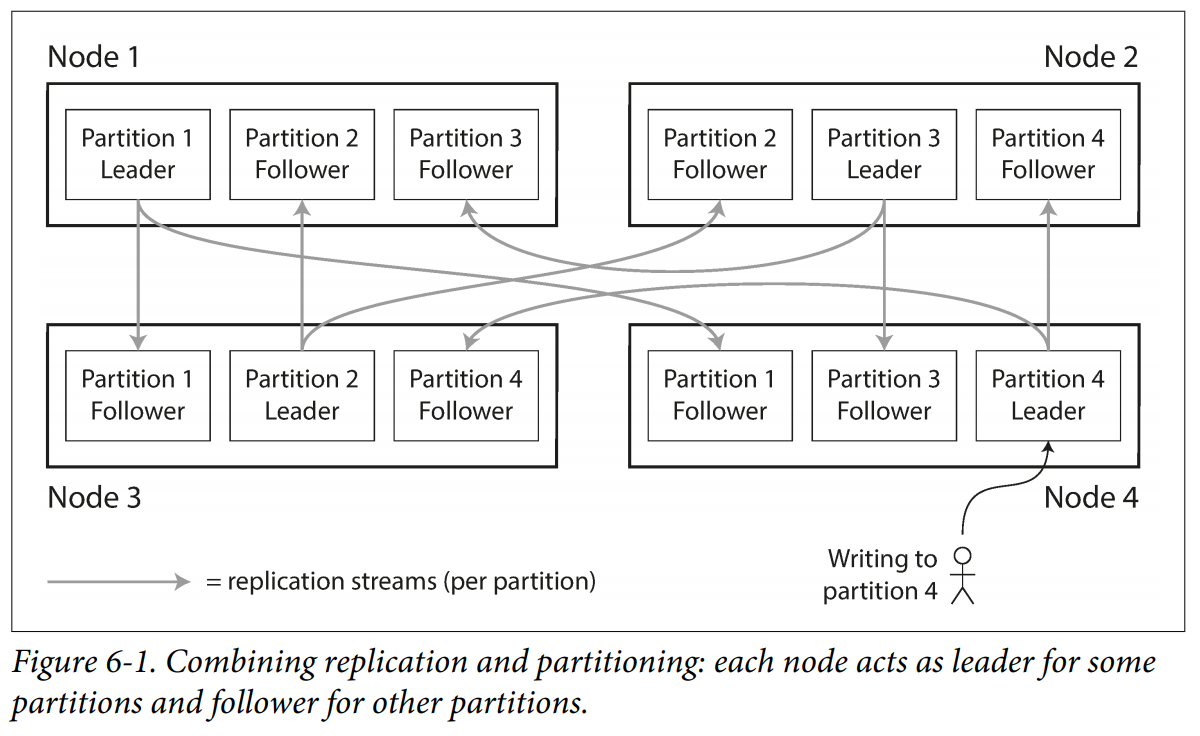 Node 1
Node 2
Partition 1
Leader
Partition 2
Follower
Partition 3
Follower
Partition 2
Follower
Partition 3
Leader
Partition 4
Follower
Partition 1
Follower
Partition 2
Leader
Partition 4
Follower
Partition 1
Follower
Partition 3
Follower
Partition 4
Leader
Node 3
Node 4
= replication streams (per partition)
Writing to
partition 4
Figure 6-1. Combining replication and partitioning: each node acts as leader for some
partitions and follower for other partitions.